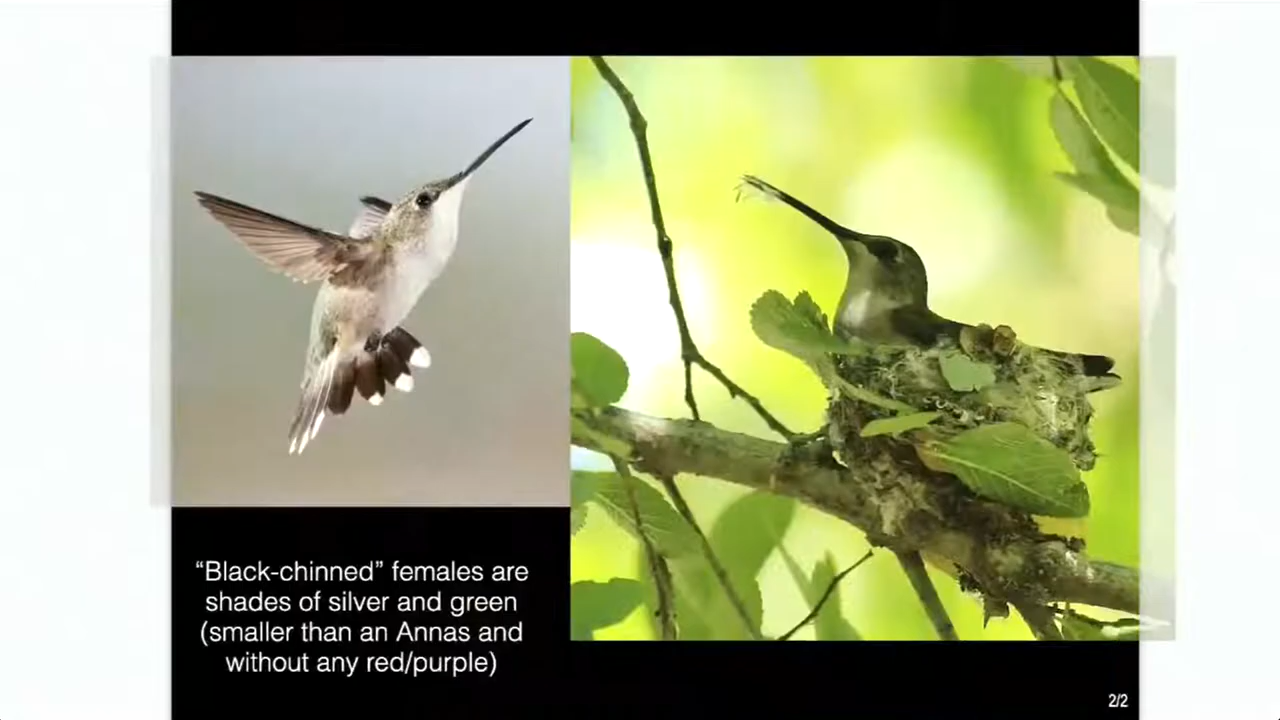 “Black-chinned” females are
shades of silver and green
(smaller than an Annas and
without any red/purple)
2/2